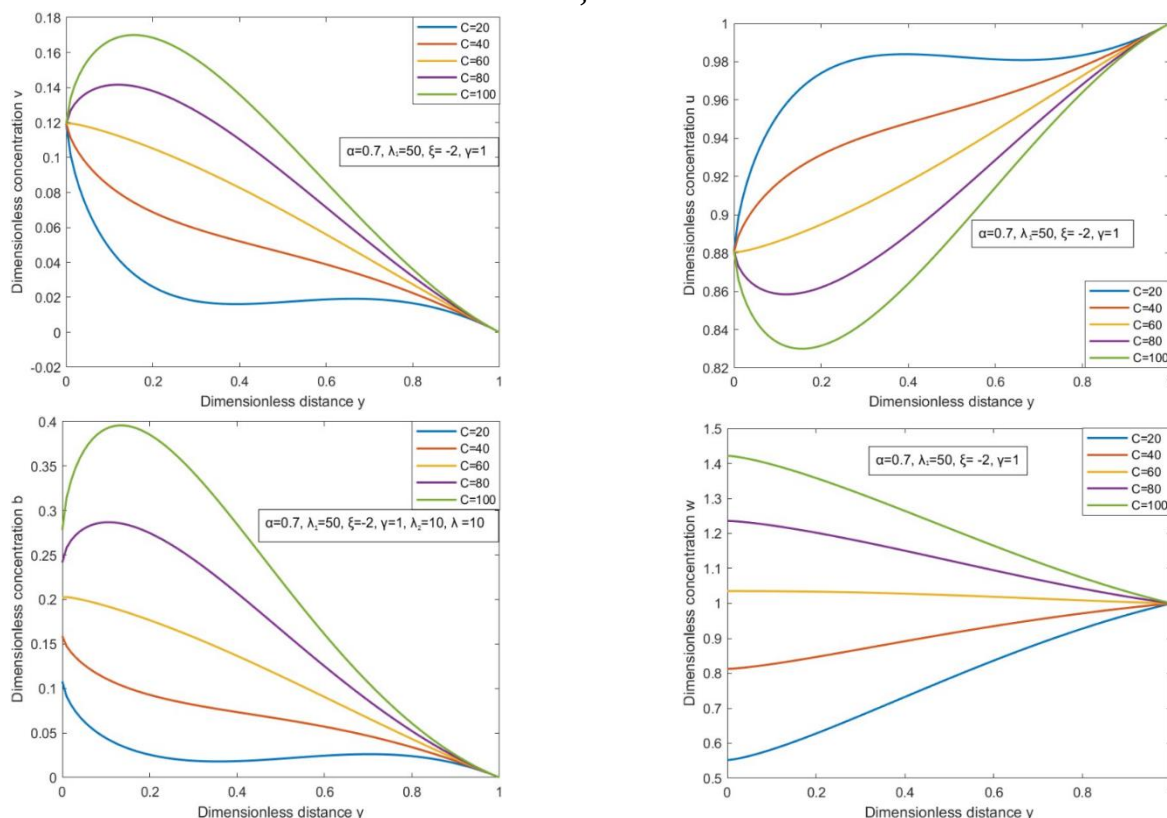 0.18
0.16
0.14
0.12
0.1
0.08
0.06
0.04
0.02
0
-0.02
Dimensionless concentration v
C=20
C=40
C=60
C=80
C=100
α=0.7, λ₁=50, ξ= -2, γ=1
0 0.2 0.4 0.6 0.8 1
Dimensionless distance y
1
0.98
0.96
0.94
0.92
0.9
0.88
0.86
0.84
0.82
Dimensionless concentration u
α=0.7, λ₁=50, ξ= -2, γ=1
C=20
C=40
C=60
C=80
C=100
0 0.2 0.4 0.6 0.8
Dimensionless distance y
0.4
0.35
0.3
0.25
0.2
0.15
0.1
0.05
0
Dimensionless concentration b
C=20
C=40
C=60
C=80
C=100
α=0.7, λ₁=50, ξ=-2, γ=1, λ₂=10, λ =10
0 0.2 0.4 0.6 0.8 1
Dimensionless distance y
1.5
1.4
1.3
1.2
1.1
1
0.9
0.8
0.7
0.6
0.5
Dimensionless concentration w
α=0.7, λ₁=50, ξ= -2, γ=1
C=20
C=40
C=60
C=80
C=100
0 0.2 0.4 0.6 0.8
Dimensionless distance y